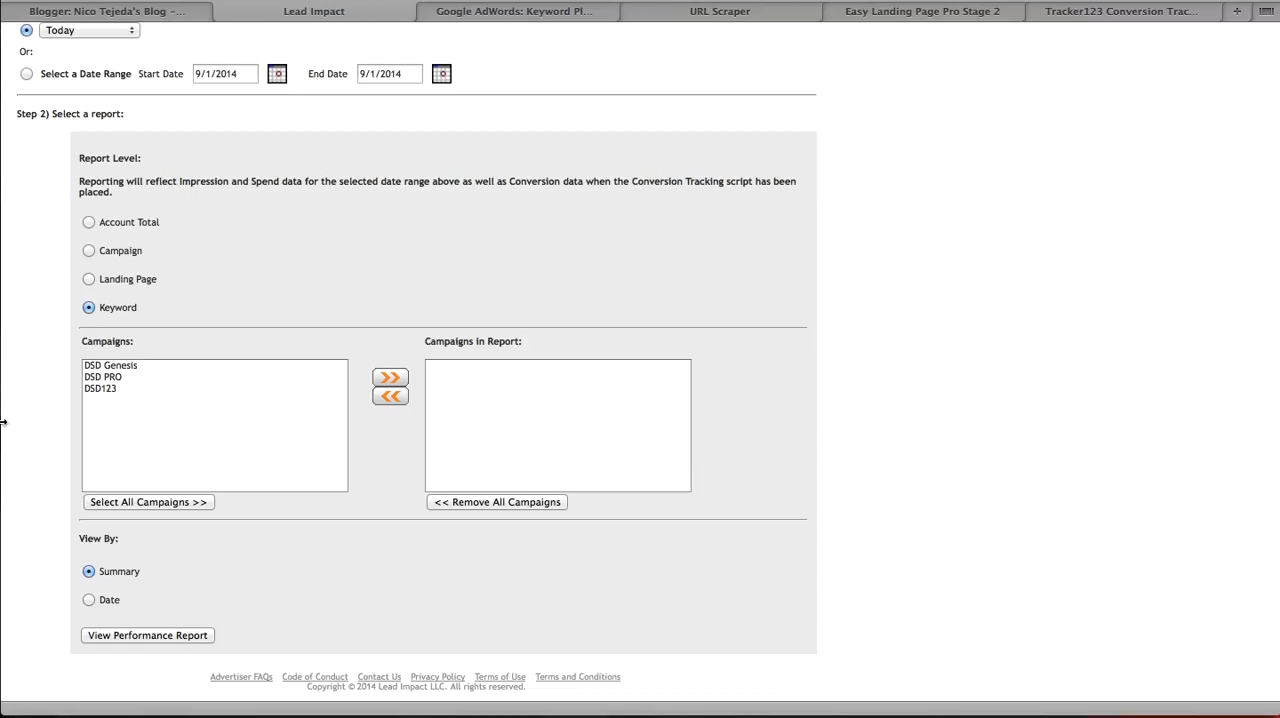 Blogger: Nico Tejeda's Blog –...
Lead Impact
Google AdWords: Keyword Pl...
URL Scraper
Easy Landing Page Pro Stage 2
Tracker123 Conversion Trac...
Today
Or:
Select a Date Range Start Date 9/1/2014 End Date 9/1/2014
Step 2) Select a report:
Report Level:
Reporting will reflect Impression and Spend data for the selected date range above as well as Conversion data when the Conversion Tracking script has been
placed.
Account Total
Campaign
Landing Page
Keyword
Campaigns:
Campaigns in Report:
DSD Genesis
DSD PRO
DSD123
Select All Campaigns >>
<< Remove All Campaigns
View By:
Summary
Date
View Performance Report
Advertiser FAQs Code of Conduct Contact Us Privacy Policy Terms of Use Terms and Conditions
Copyright © 2014 Lead Impact LLC. All rights reserved.